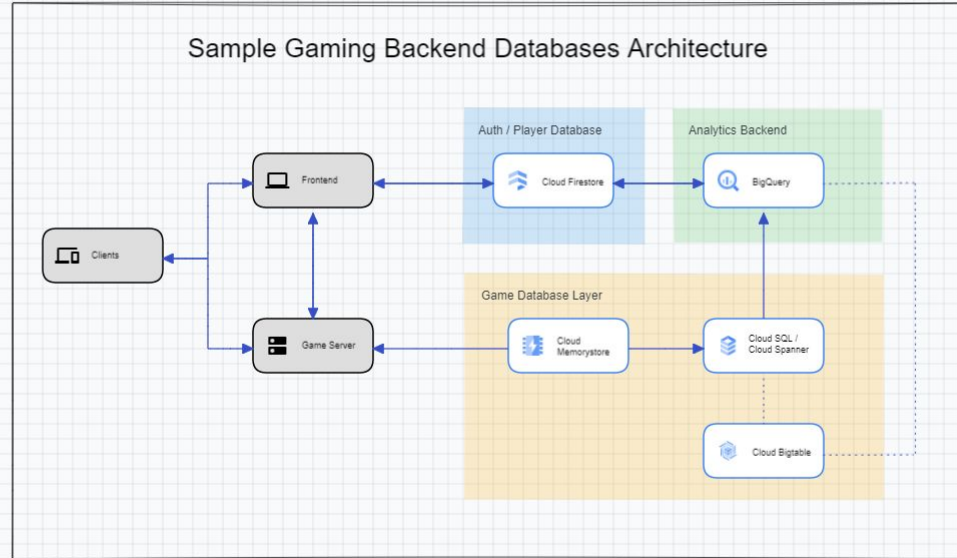 Sample Gaming Backend Databases Architecture
Auth / Player Database
Analytics Backend
Frontend
Cloud Firestore
BigQuery
Clients
Game Database Layer
Game Server
Cloud
Memorystore
Cloud SQL /
Cloud Spanner
Cloud Bigtable